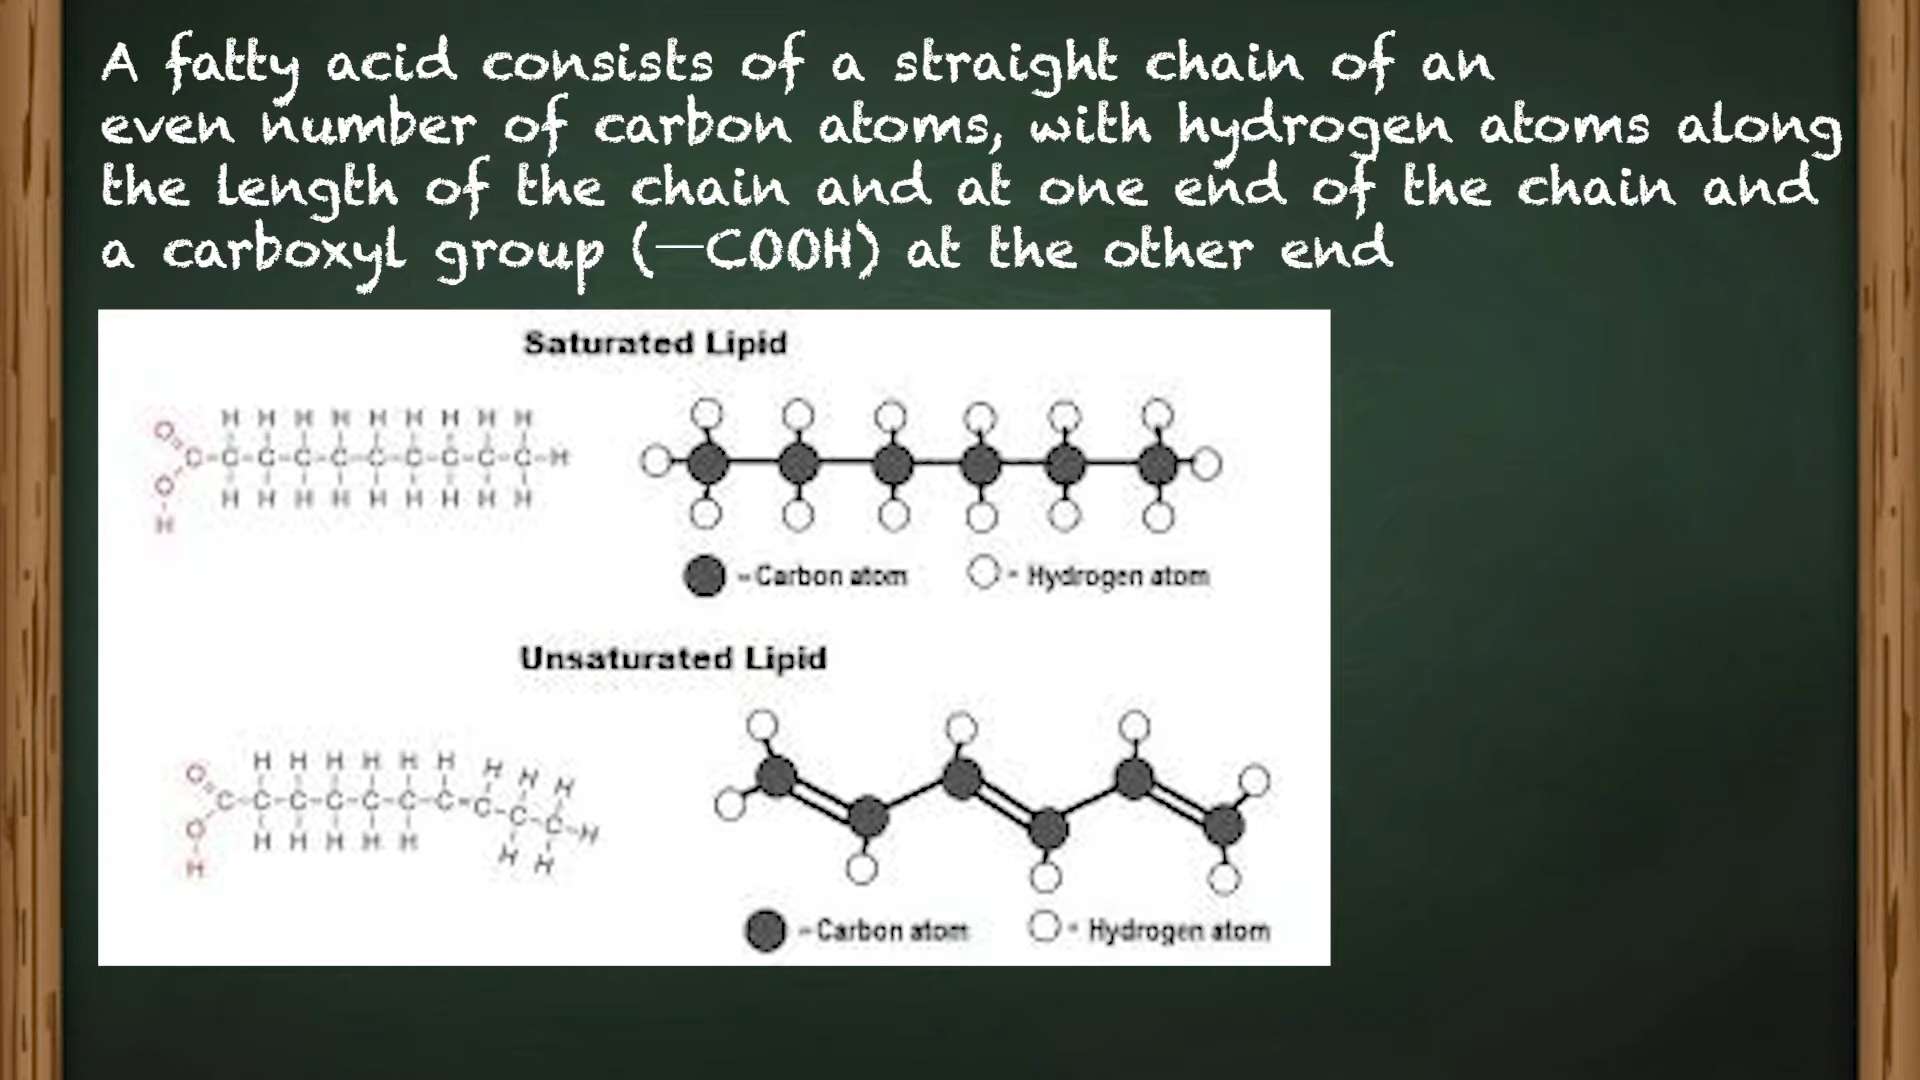 A fatty acid consists of a straight chain of an
even number of carbon atoms, with hydrogen atoms along
the length of the chain and at one end of the chain and
a carboxyl group (—COOH) at the other end
Saturated Lipid
H H H H H H H H H
O
C-C-C-C-C-C-C-C-C-C-H
O
H H H H H H H H H
H
-Carbon atom
- Hydrogen atom
Unsaturated Lipid
H H H H H H H H H
O
C-C-C-C-C-C-C-C-C-C-H
O
H H H H H H H
H
-Carbon atom
- Hydrogen atom